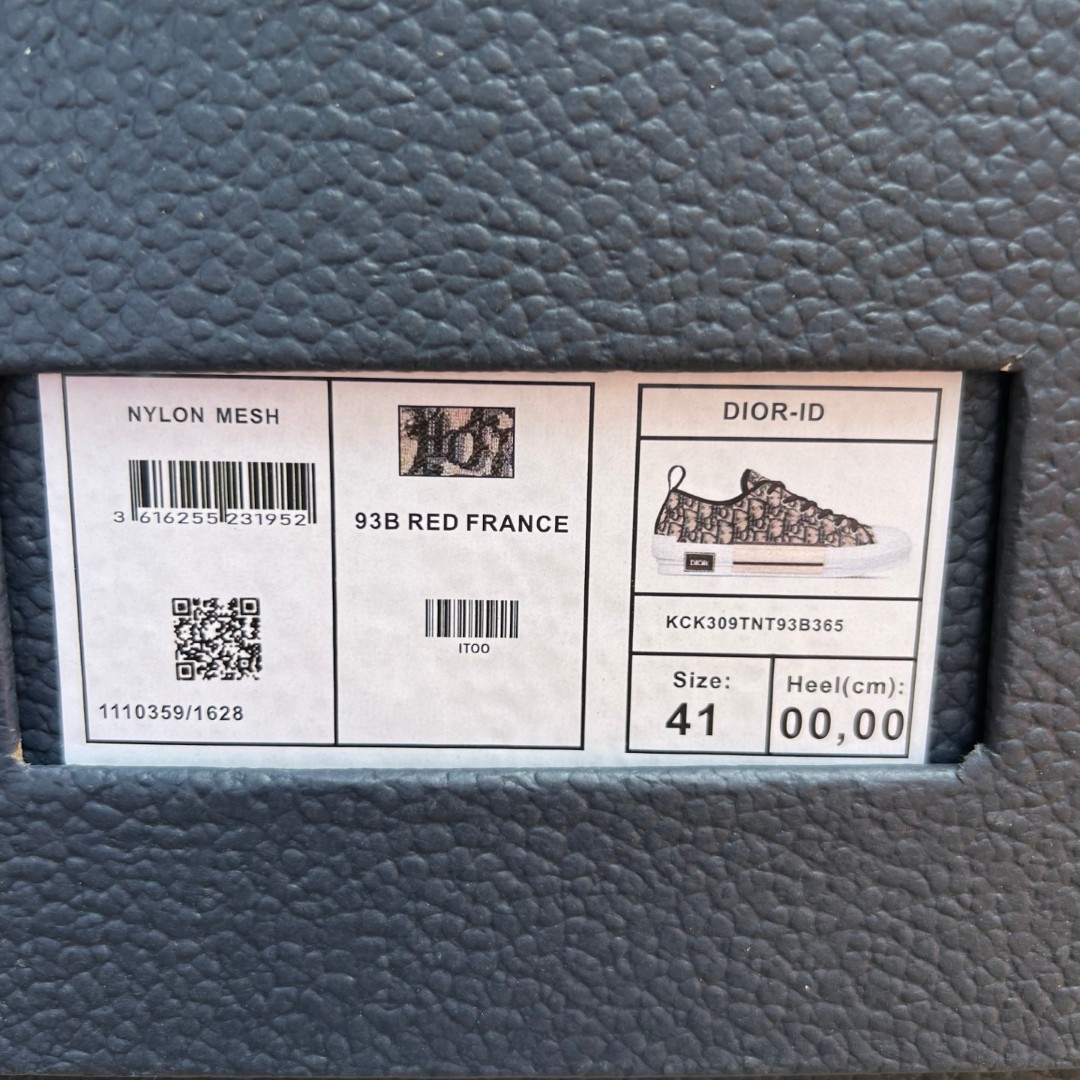 NYLON MESH
3 616255 231952
1110359/1628
93B RED FRANCE
ITOO
DIOR-ID
DIOR
KCK309TNT93B365
Size:
41
Heel(cm):
00,00